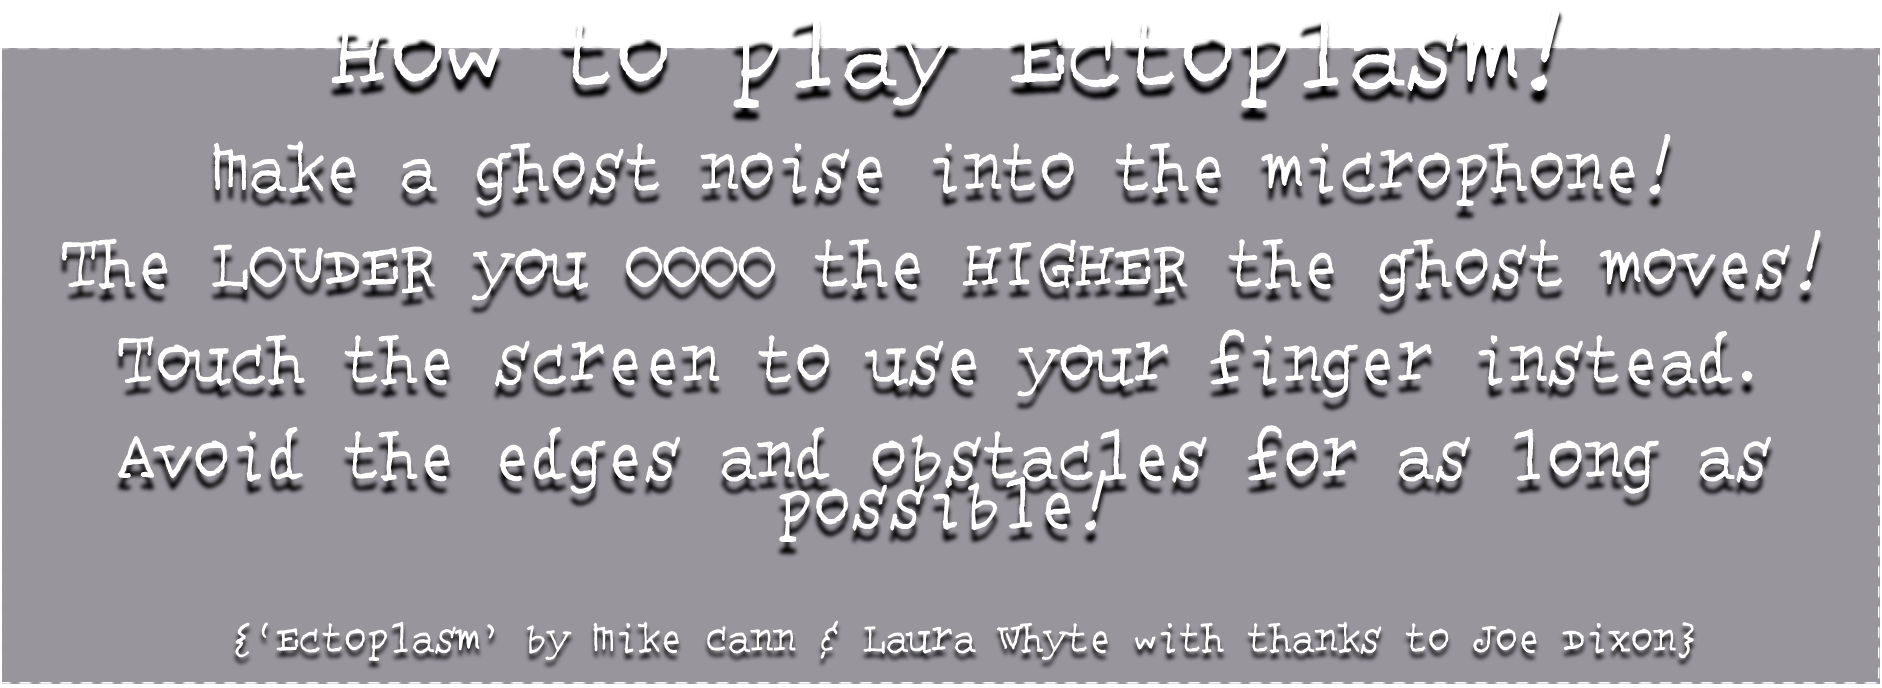 How to play Ectoplasm!
Make a ghost noise into the microphone!
The LOUDER you OOOO the HIGHER the ghost moves!
Touch the screen to use your finger instead.
Avoid the edges and obstacles for as long as
possible!
{‘Ectoplasm’ by Mike Cann & Laura Whyte with thanks to Joe Dixon}